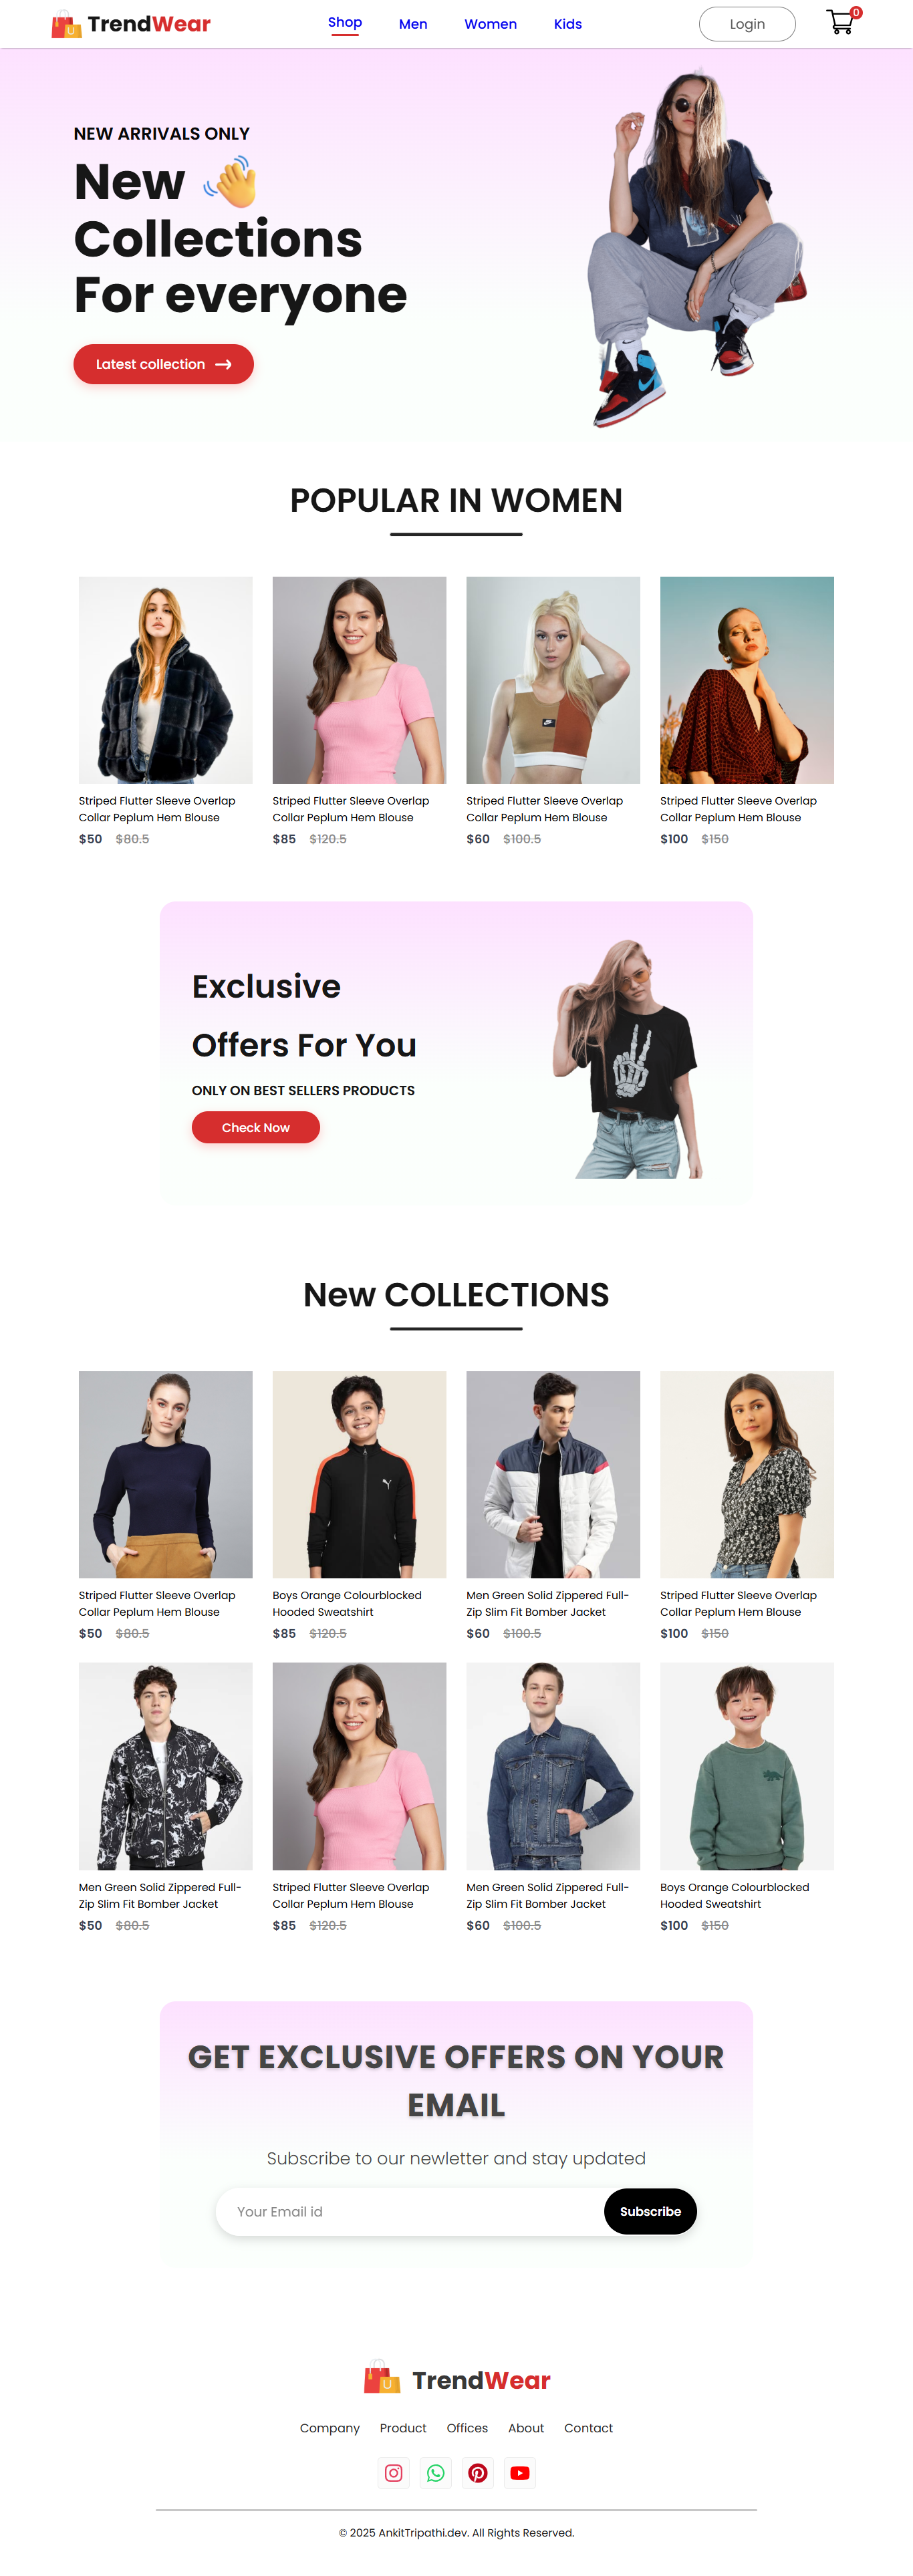 TrendWear
Shop Men Women Kids
Login
0
NEW ARRIVALS ONLY
New
Collections
For everyone
Latest collection
POPULAR IN WOMEN
Striped Flutter Sleeve Overlap
Collar Peplum Hem Blouse
$50 $80.5
Striped Flutter Sleeve Overlap
Collar Peplum Hem Blouse
$85 $120.5
Striped Flutter Sleeve Overlap
Collar Peplum Hem Blouse
$60 $100.5
Striped Flutter Sleeve Overlap
Collar Peplum Hem Blouse
$100 $150
Exclusive
Offers For You
ONLY ON BEST SELLERS PRODUCTS
Check Now
New COLLECTIONS
Striped Flutter Sleeve Overlap
Collar Peplum Hem Blouse
$50 $80.5
Boys Orange Colourblocked
Hooded Sweatshirt
$85 $120.5
Men Green Solid Zippered Full-
Zip Slim Fit Bomber Jacket
$60 $100.5
Striped Flutter Sleeve Overlap
Collar Peplum Hem Blouse
$100 $150
Men Green Solid Zippered Full-
Zip Slim Fit Bomber Jacket
$50 $80.5
Striped Flutter Sleeve Overlap
Collar Peplum Hem Blouse
$85 $120.5
Men Green Solid Zippered Full-
Zip Slim Fit Bomber Jacket
$60 $100.5
Boys Orange Colourblocked
Hooded Sweatshirt
$100 $150
GET EXCLUSIVE OFFERS ON YOUR
EMAIL
Subscribe to our newletter and stay updated
Your Email id
Subscribe
TrendWear
Company Product Offices About Contact
© 2025 AnkitTripathi.dev. All Rights Reserved.